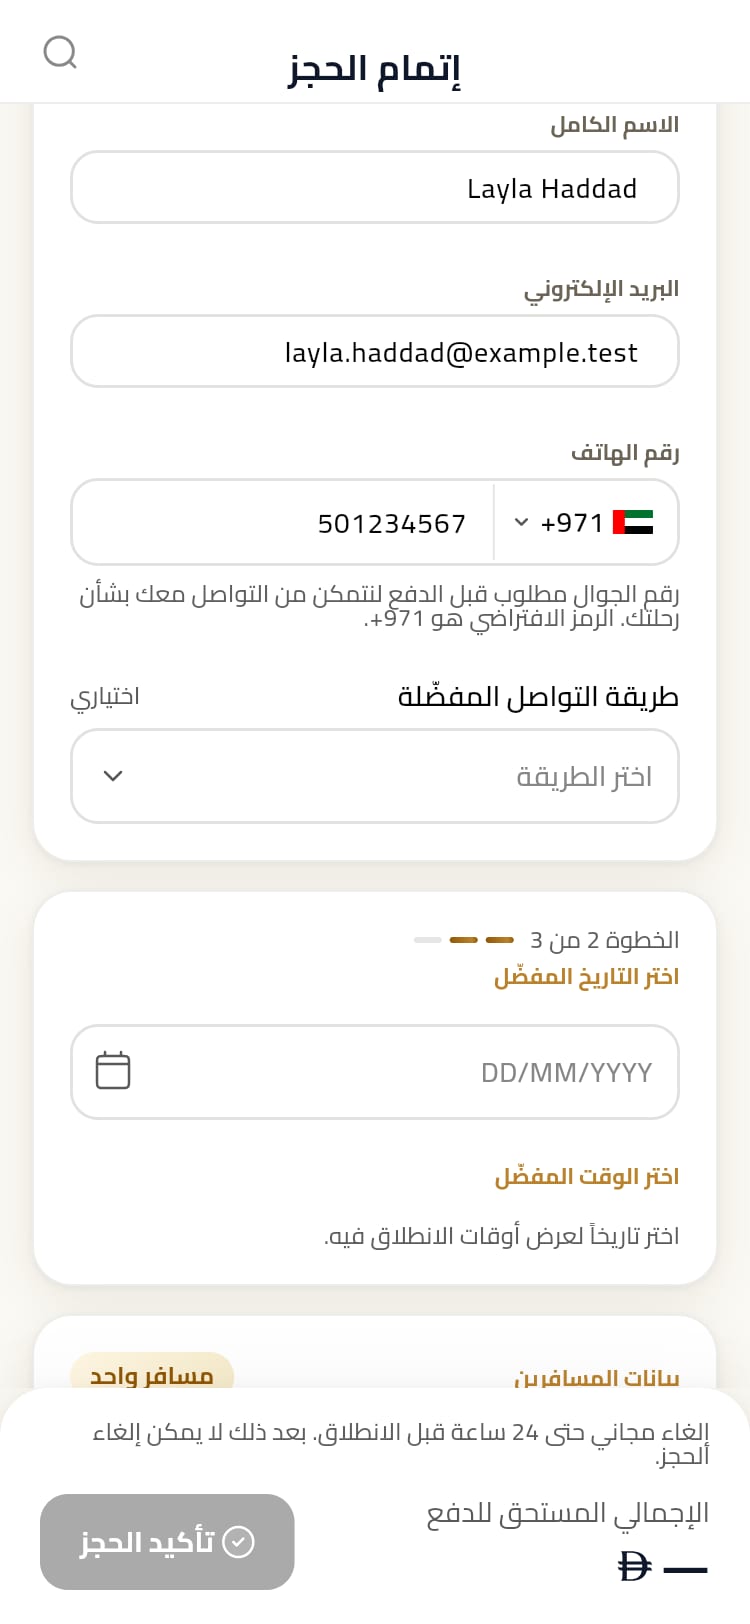 إتمام الحجز
الاسم الكامل
Layla Haddad
البريد الإلكتروني
layla.haddad@example.test
رقم الهاتف
+971
501234567
رقم الجوال مطلوب قبل الدفع لنتمكن من التواصل معك بشأن
رحلتك. الرمز الافتراضي هو 971+.
طريقة التواصل المفضّلة
اختياري
اختر الطريقة
الخطوة 2 من 3
اختر التاريخ المفضّل
DD/MM/YYYY
اختر الوقت المفضّل
اختر تاريخاً لعرض أوقات الانطلاق فيه.
بيانات المسافرين
مسافر واحد
إلغاء مجاني حتى 24 ساعة قبل الانطلاق. بعد ذلك لا يمكن إلغاء
الحجز.
الإجمالي المستحق للدفع
—
تأكيد الحجز